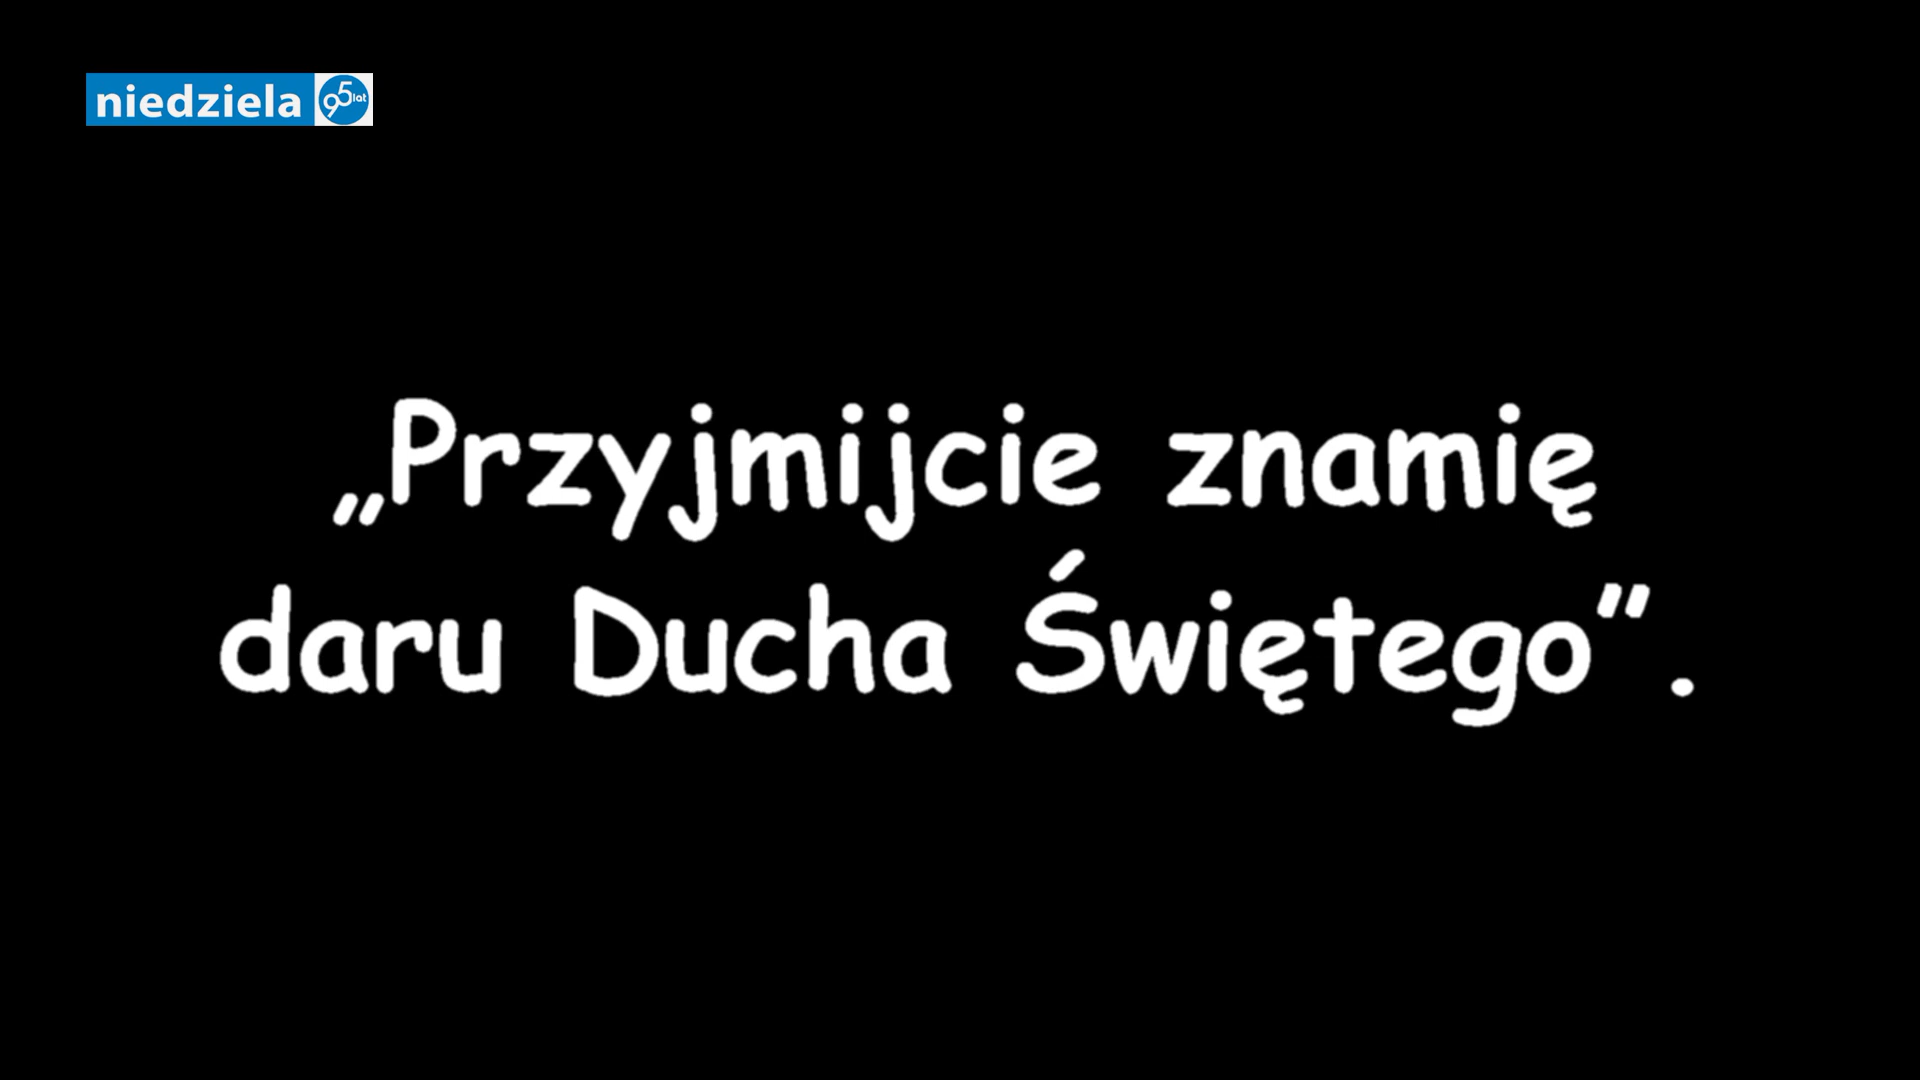 niedziela 95 lat
„Przyjmijcie znamię
daru Ducha Świętego”.